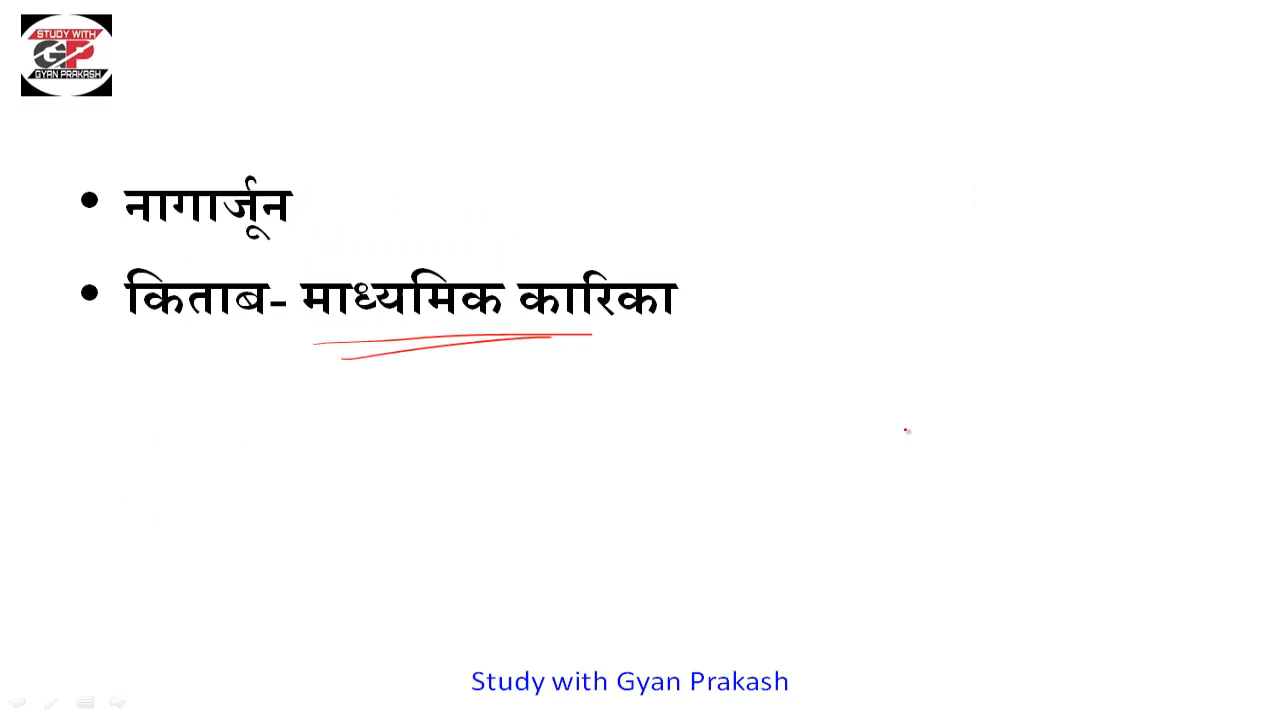 STUDY WITH
GP
GYAN PRAKASH
• नागार्जून
• किताब- माध्यमिक कारिका
Study with Gyan Prakash